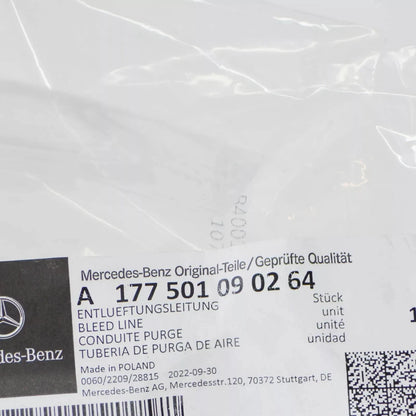 Mercedes-Benz Original-Teile/Geprüfte Qualität
A 177 501 09 02 64
ENTLUEFTUNGSLEITUNG Stück
BLEED LINE unit
CONDUITE PURGE unité
TUBERIA DE PURGA DE AIRE unidad
Made in POLAND
0060/2209/28815 2022-09-30
Mercedes-Benz AG, Mercedesstr.120, 70372 Stuttgart, DE
des-Benz
1